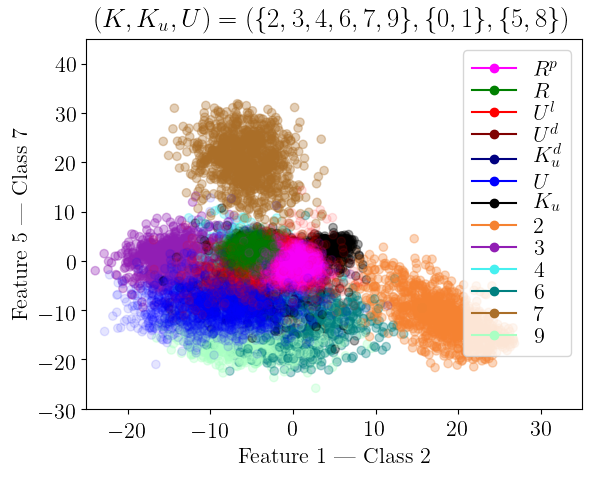 (K, K_u, U) = ({2, 3, 4, 6, 7, 9}, {0, 1}, {5, 8})
Feature 5 — Class 7
40
30
20
10
0
−10
−20
−30
R^p
R
U^l
U^d
K_u^d
U
K_u
2
3
4
6
7
9
−20 −10 0 10 20 30
Feature 1 — Class 2